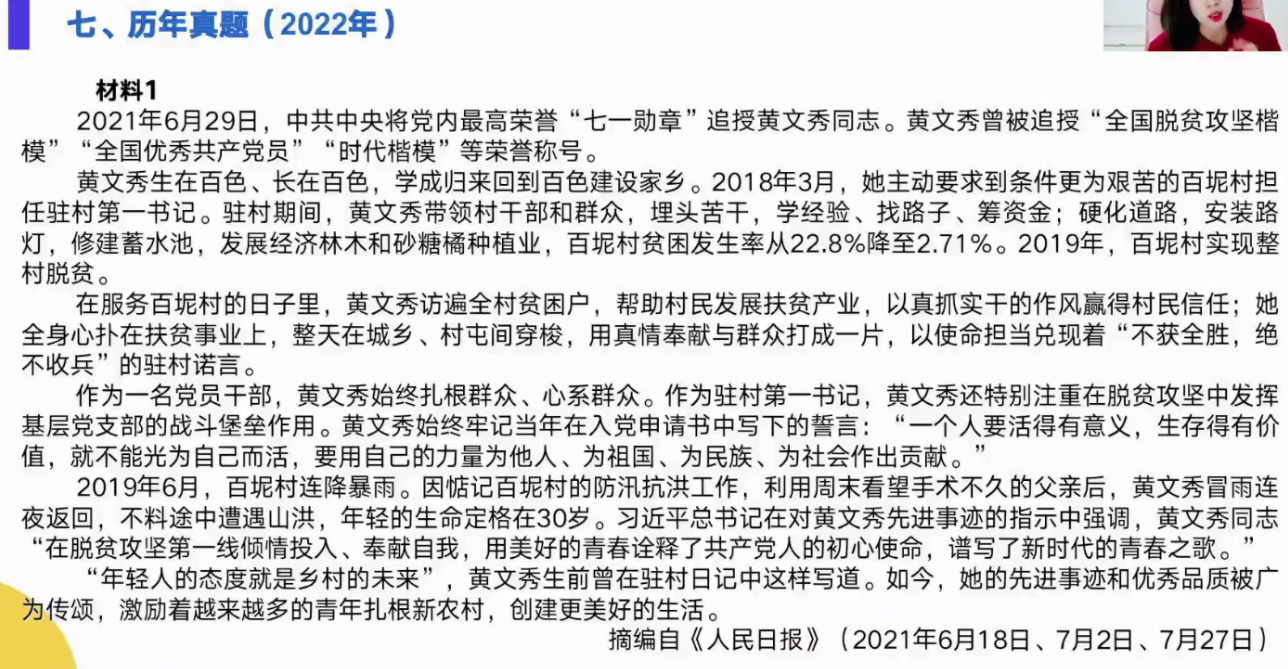 七、历年真题（2022年）
材料1
2021年6月29日，中共中央将党内最高荣誉“七一勋章”追授黄文秀同志。黄文秀曾被追授“全国脱贫攻坚楷
模”“全国优秀共产党员”“时代楷模”等荣誉称号。
黄文秀生在百色、长在百色，学成归来回到百色建设家乡。2018年3月，她主动要求到条件更为艰苦的百坭村担
任驻村第一书记。驻村期间，黄文秀带领村干部和群众，埋头苦干，学经验、找路子、筹资金；硬化道路，安装路
灯，修建蓄水池，发展经济林木和砂糖橘种植业，百坭村贫困发生率从22.8%降至2.71%。2019年，百坭村实现整
村脱贫。
在服务百坭村的日子里，黄文秀访遍全村贫困户，帮助村民发展扶贫产业，以真抓实干的作风赢得村民信任；她
全身心扑在扶贫事业上，整天在城乡、村屯间穿梭，用真情奉献与群众打成一片，以使命担当兑现着“不获全胜，绝
不收兵”的驻村诺言。
作为一名党员干部，黄文秀始终扎根群众、心系群众。作为驻村第一书记，黄文秀还特别注重在脱贫攻坚中发挥
基层党支部的战斗堡垒作用。黄文秀始终牢记当年在入党申请书中写下的誓言：“一个人要活得有意义，生存得有价
值，就不能光为自己而活，要用自己的力量为他人、为祖国、为民族、为社会作出贡献。”
2019年6月，百坭村连降暴雨。因惦记百坭村的防汛抗洪工作，利用周末看望手术不久的父亲后，黄文秀冒雨连
夜返回，不料途中遭遇山洪，年轻的生命定格在30岁。习近平总书记在对黄文秀先进事迹的指示中强调，黄文秀同志
“在脱贫攻坚第一线倾情投入、奉献自我，用美好的青春诠释了共产党人的初心使命，谱写了新时代的青春之歌。”
“年轻人的态度就是乡村的未来”，黄文秀生前曾在驻村日记中这样写道。如今，她的先进事迹和优秀品质被广
为传颂，激励着越来越多的青年扎根新农村，创建更美好的生活。
摘编自《人民日报》（2021年6月18日、7月2日、7月27日）